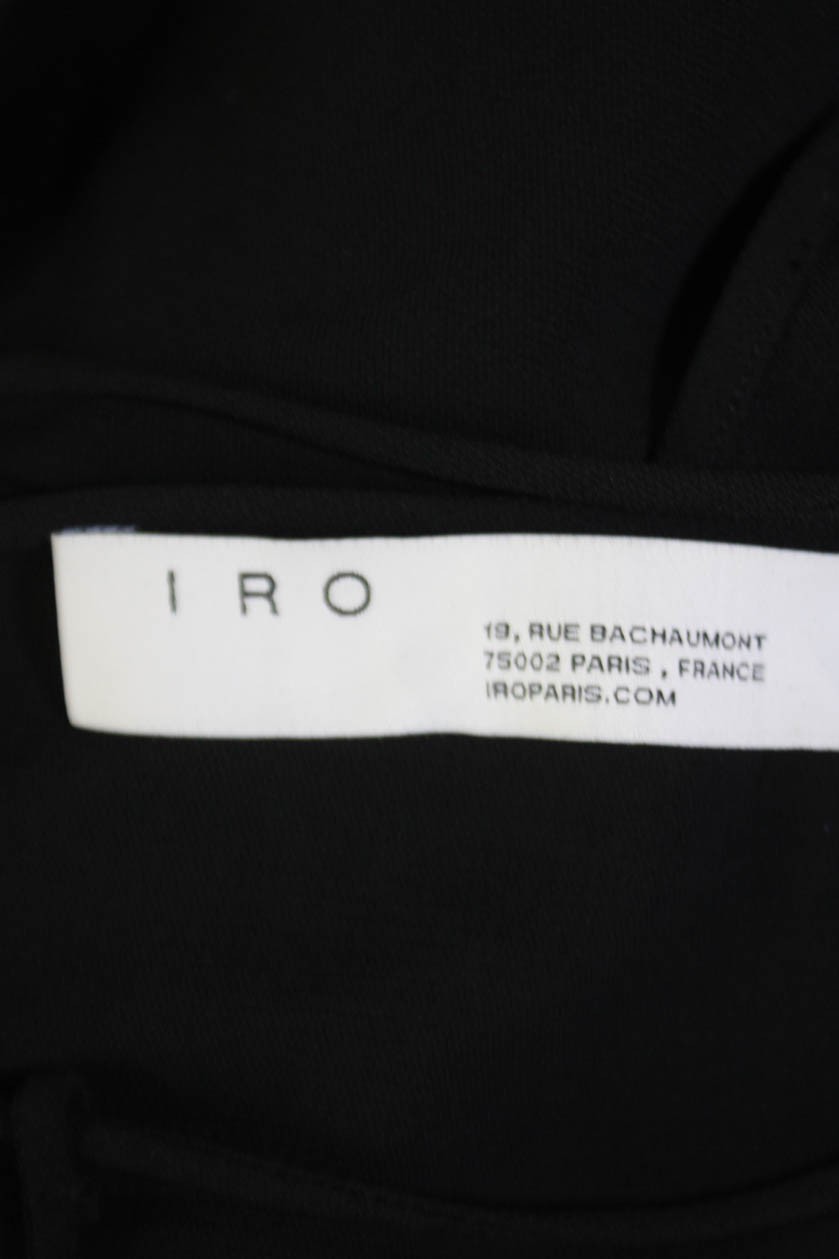 I R O
19, RUE BACHAUMONT
75002 PARIS , FRANCE
IROPARIS.COM